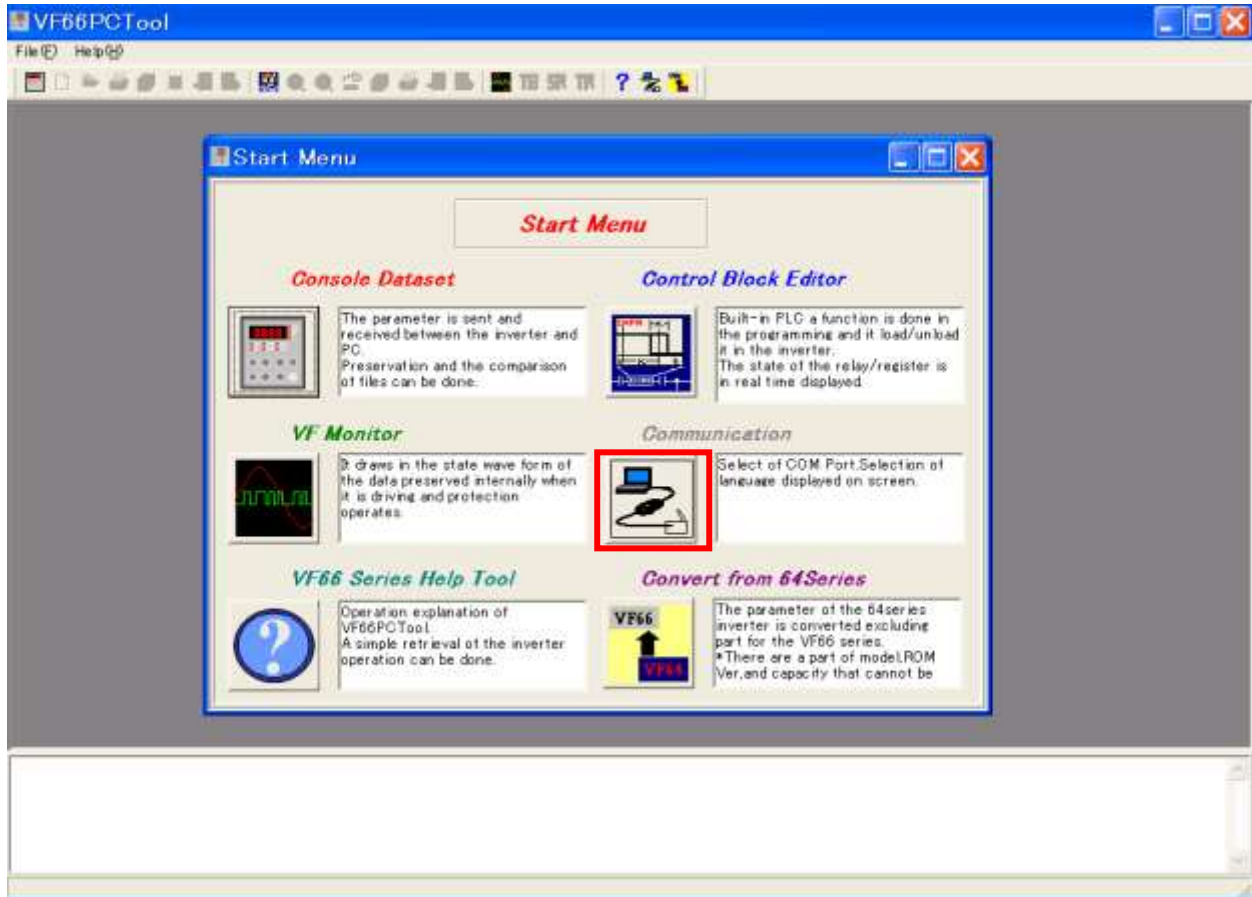 VF66PCTool
File(F) Help(H)
TB SR TR ?
Start Menu
Start Menu
Console Dataset
The parameter is sent and
received between the inverter and
PC.
Preservation and the comparison
of files can be done.
Control Block Editor
Built-in PLC a function is done in
the programming and it load/unload
it in the inverter.
The state of the relay/register is
in real time displayed.
VF Monitor
It draws in the state wave form of
the data preserved internally when
it is driving and protection
operates.
Communication
Select of COM Port.Selection of
language displayed on screen.
VF66 Series Help Tool
?
Operation explanation of
VF66PCTool.
A simple retrieval of the inverter
operation can be done.
Convert from 64Series
VF66
VF64
The parameter of the 64series
inverter is converted excluding
part for the VF66 series.
*There are a part of model,ROM
Ver,and capacity that cannot be